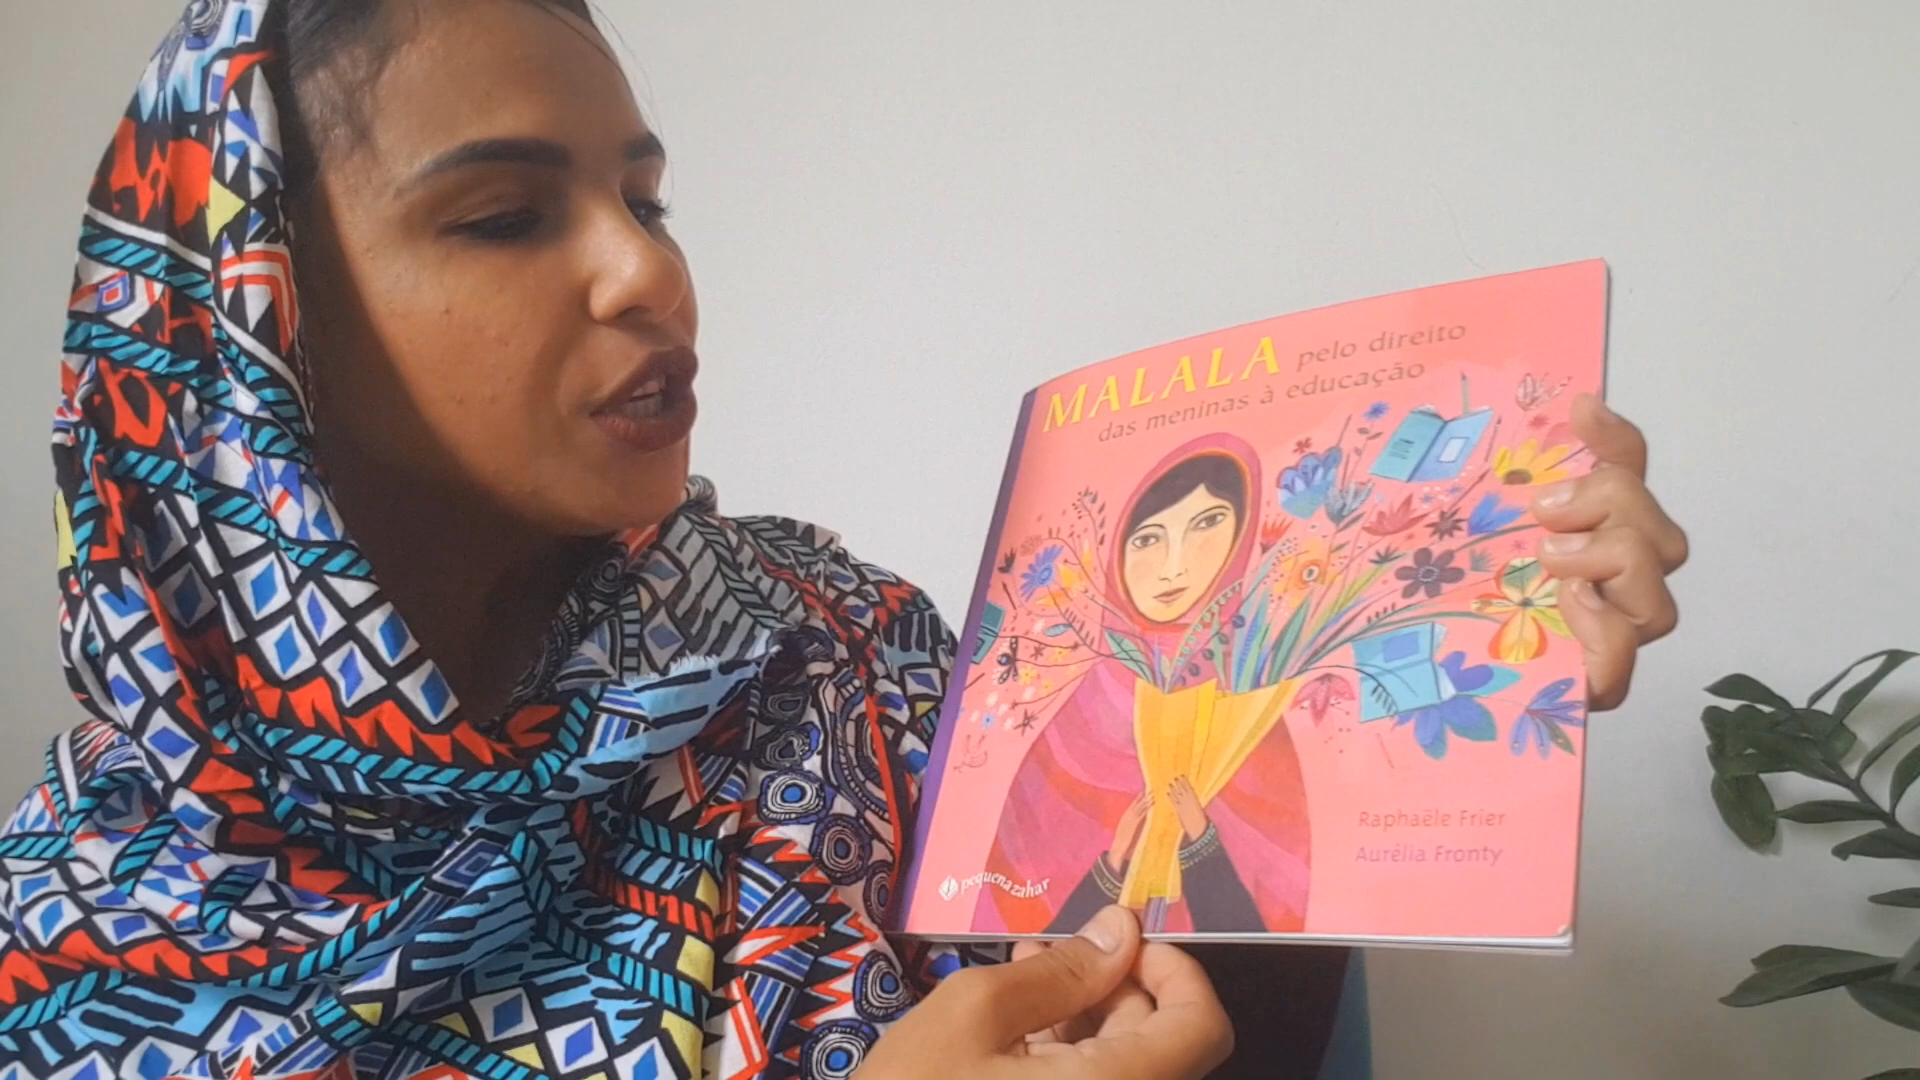 MALALA pelo direito
das meninas à educação
Raphaële Frier
Aurélia Fronty
pequenazahar